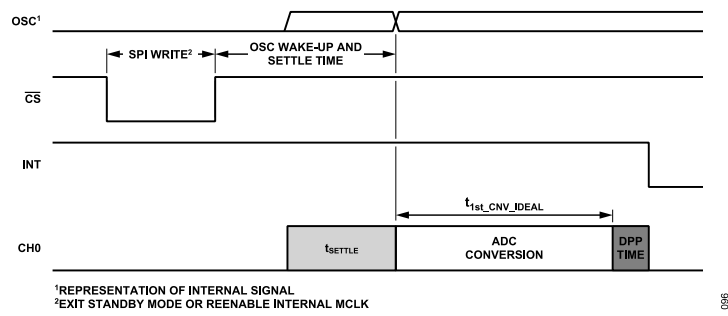 OSC¹
SPI WRITE²
OSC WAKE-UP AND
SETTLE TIME
CS
INT
t1st_CNV_IDEAL
CH0
tSETTLE
ADC
CONVERSION
DPP
TIME
¹REPRESENTATION OF INTERNAL SIGNAL
²EXIT STANDBY MODE OR REENABLE INTERNAL MCLK
096